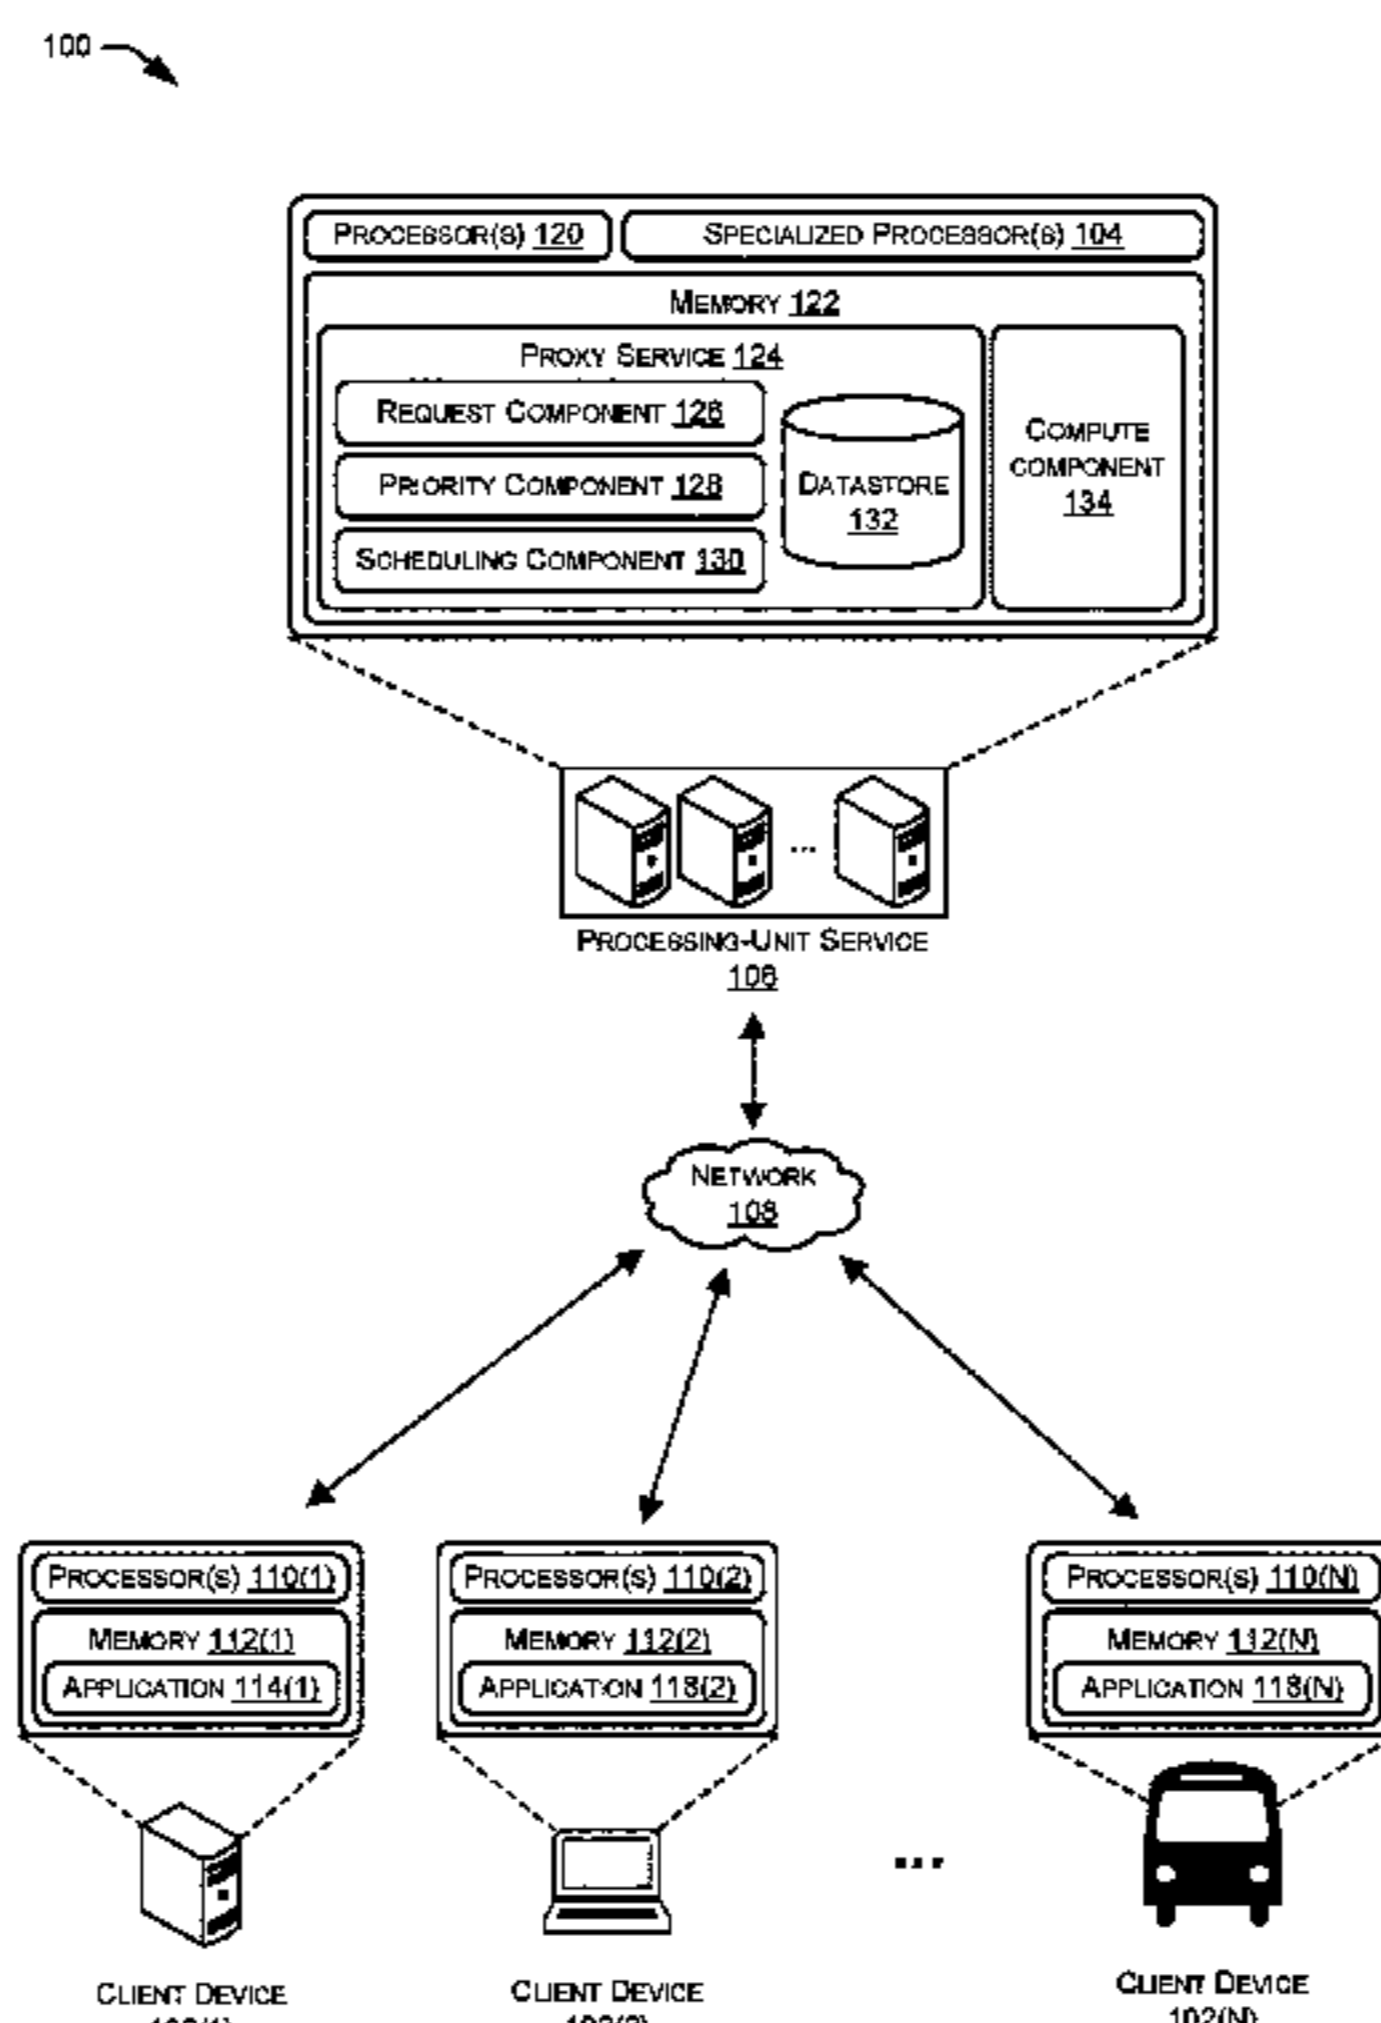 100
PROCESSOR(S) 120
SPECIALIZED PROCESSOR(S) 104
MEMORY 122
PROXY SERVICE 124
REQUEST COMPONENT 126
PRIORITY COMPONENT 128
SCHEDULING COMPONENT 130
DATASTORE
132
COMPUTE
COMPONENT
134
...
PROCESSING-UNIT SERVICE
106
NETWORK
108
PROCESSOR(S) 110(1)
MEMORY 112(1)
APPLICATION 114(1)
PROCESSOR(S) 110(2)
MEMORY 112(2)
APPLICATION 118(2)
PROCESSOR(S) 110(N)
MEMORY 112(N)
APPLICATION 118(N)
...
CLIENT DEVICE
CLIENT DEVICE
CLIENT DEVICE
102(N)